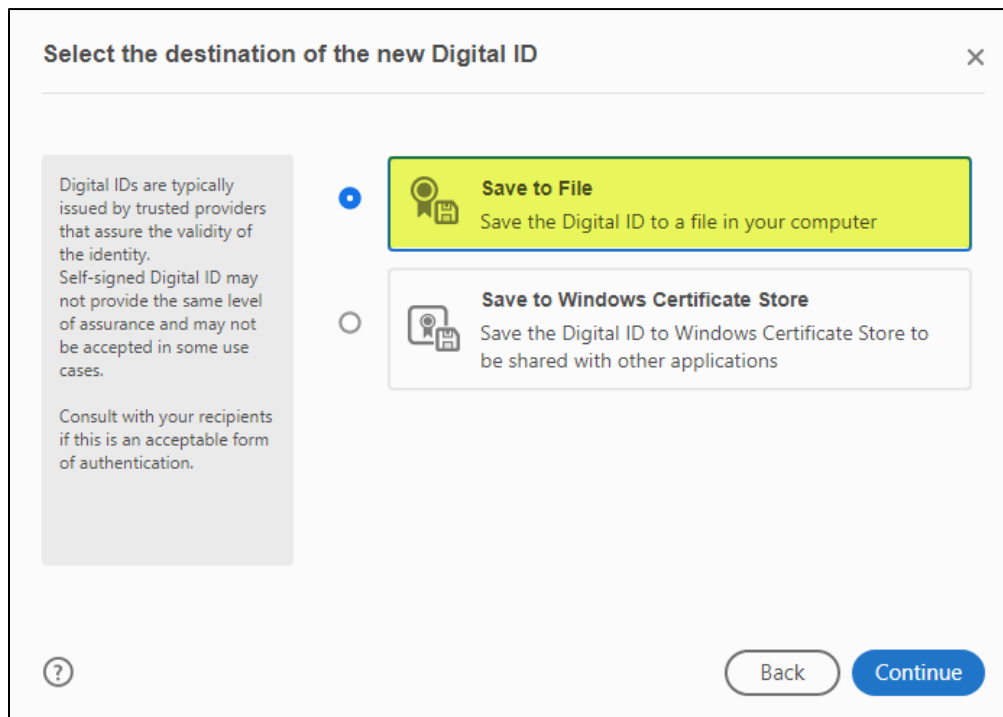 Select the destination of the new Digital ID
Digital IDs are typically
issued by trusted providers
that assure the validity of
the identity.
Self-signed Digital ID may
not provide the same level
of assurance and may not
be accepted in some use
cases.
Consult with your recipients
if this is an acceptable form
of authentication.
Save to File
Save the Digital ID to a file in your computer
Save to Windows Certificate Store
Save the Digital ID to Windows Certificate Store to
be shared with other applications
?
Back
Continue